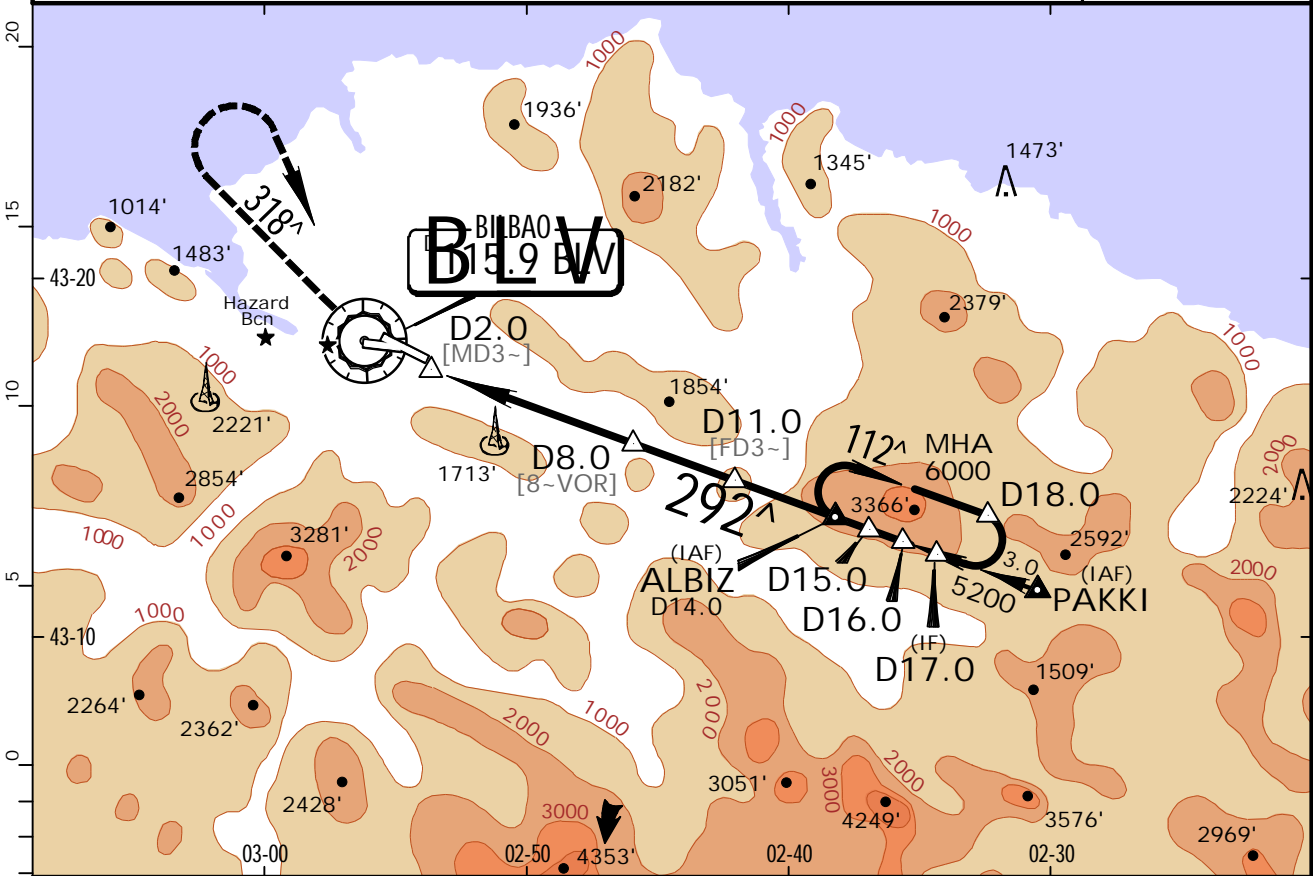 20
1000
1936'
1000
1473'
1345'
2182'
1014'
318^
15
BILBAO
D
115.9 BLV
BLV
1000
1483'
43-20
Hazard
Bcn
2379'
D2.0
[MD3~]
1000
1000
10
2000
2221'
1854'
D11.0
[FD3~]
112^
MHA
6000
2000
1713'
D8.0
[8~VOR]
2854'
292^
3366'
D18.0
2224'
1000
1000
3281'
2000
2592'
(IAF)
ALBIZ
D14.0
D15.0
3.0
(IAF)
PAKKI
5200
2000
5
1000
D16.0
43-10
(IF)
D17.0
1509'
2264'
2362'
2000
1000
2000
0
2428'
3051'
3000
2000
3000
4249'
3576'
2969'
4353'
03-00
02-50
02-40
02-30